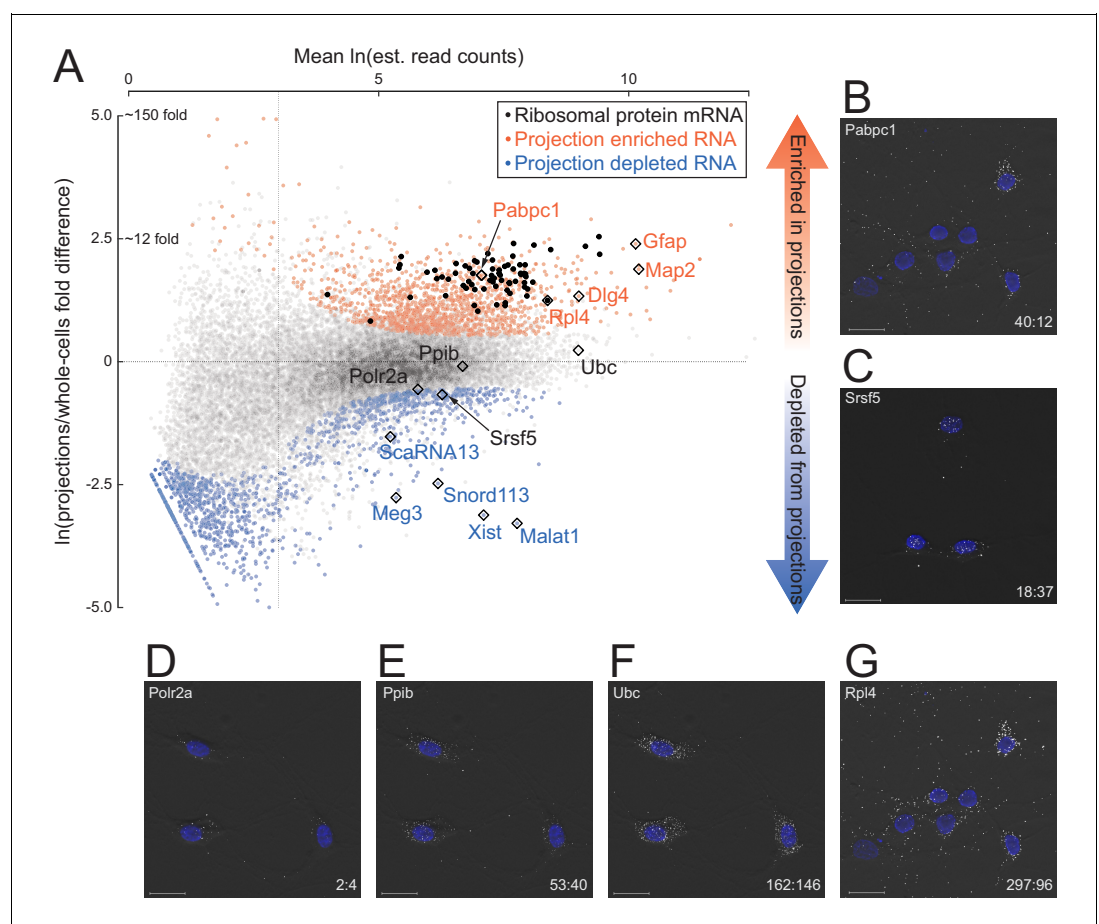 A
Mean ln(est. read counts)
0
5
10
5.0
~150 fold
2.5
~12 fold
0
-2.5
-5.0
ln(projections/whole-cells fold difference)
Ribosomal protein mRNA
Projection enriched RNA
Projection depleted RNA
Pabpc1
Gfap
Map2
Dlg4
Rpl4
Ppib
Ubc
Polr2a
Srsf5
ScaRNA13
Snord113
Meg3
Xist
Malat1
Enriched in projections
Depleted from projections
B
Pabpc1
40:12
C
Srsf5
18:37
D
Polr2a
2:4
E
Ppib
53:40
F
Ubc
162:146
G
Rpl4
297:96